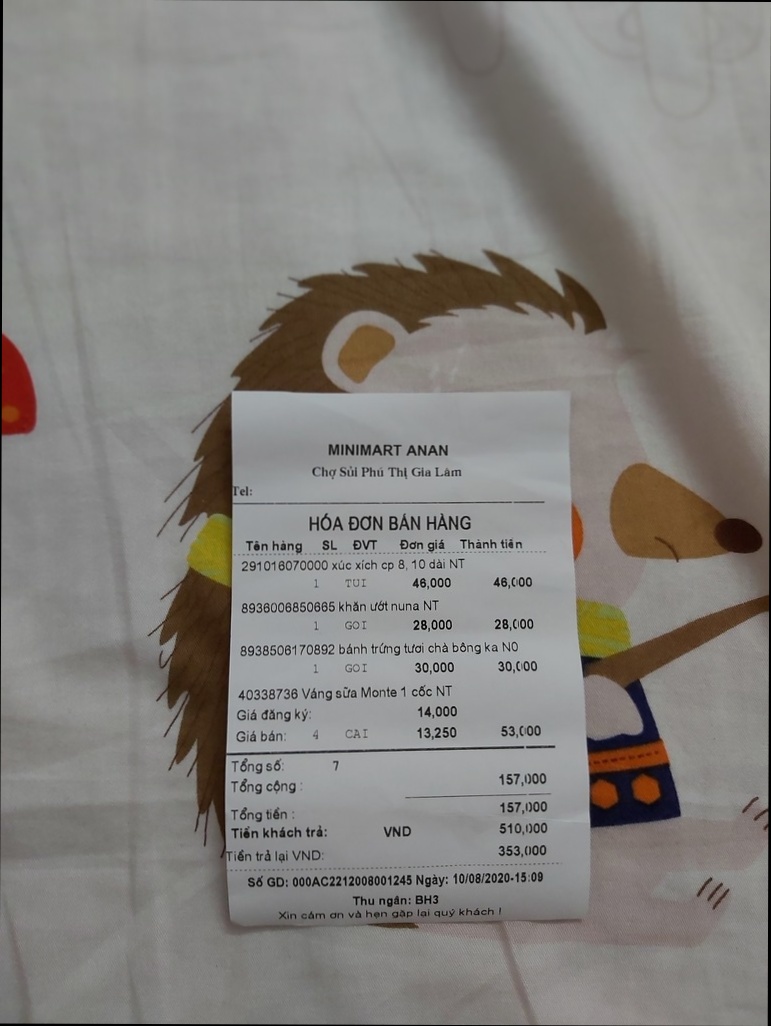 MINIMART ANAN
Chợ Sủi Phú Thị Gia Lâm
Tel:
HÓA ĐƠN BÁN HÀNG
Tên hàng SL ĐVT Đơn giá Thành tiền
291016070000 xúc xích cp 8, 10 dài NT
1 TUI 46,000 46,000
8936006850665 khăn ướt nuna NT
1 GOI 28,000 28,000
8938506170892 bánh trứng tươi chà bông ka N0
1 GOI 30,000 30,000
40338736 Váng sữa Monte 1 cốc NT
Giá đăng ký: 14,000
Giá bán: 4 CAI 13,250 53,000
Tổng số: 7
Tổng cộng : 157,000
Tổng tiền : 157,000
Tiền khách trả: VND 510,000
Tiền trả lại VND: 353,000
Số GD: 000AC2212008001245 Ngày: 10/08/2020-15:09
Thu ngân: BH3
Xin cảm ơn và hẹn gặp lại quý khách !